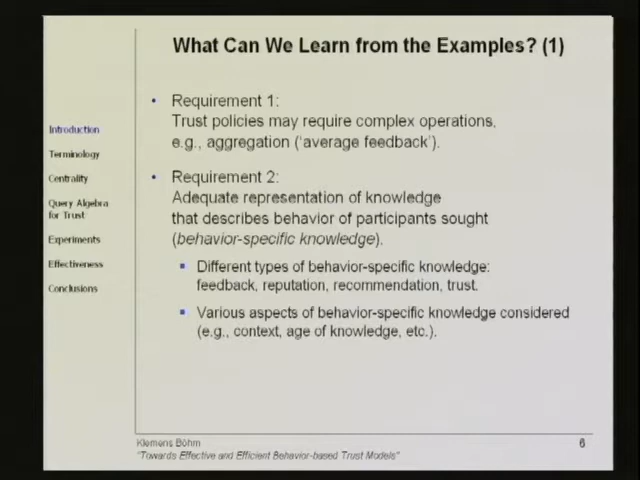 What Can We Learn from the Examples? (1)
Introduction
Terminology
Centrality
Query Algebra
for Trust
Experiments
Effectiveness
Conclusions
• Requirement 1:
Trust policies may require complex operations,
e.g., aggregation ('average feedback').
• Requirement 2:
Adequate representation of knowledge
that describes behavior of participants sought
(behavior-specific knowledge).
▪ Different types of behavior-specific knowledge:
feedback, reputation, recommendation, trust.
▪ Various aspects of behavior-specific knowledge considered
(e.g., context, age of knowledge, etc.).
Klemens Böhm
6
"Towards Effective and Efficient Behavior-based Trust Models"